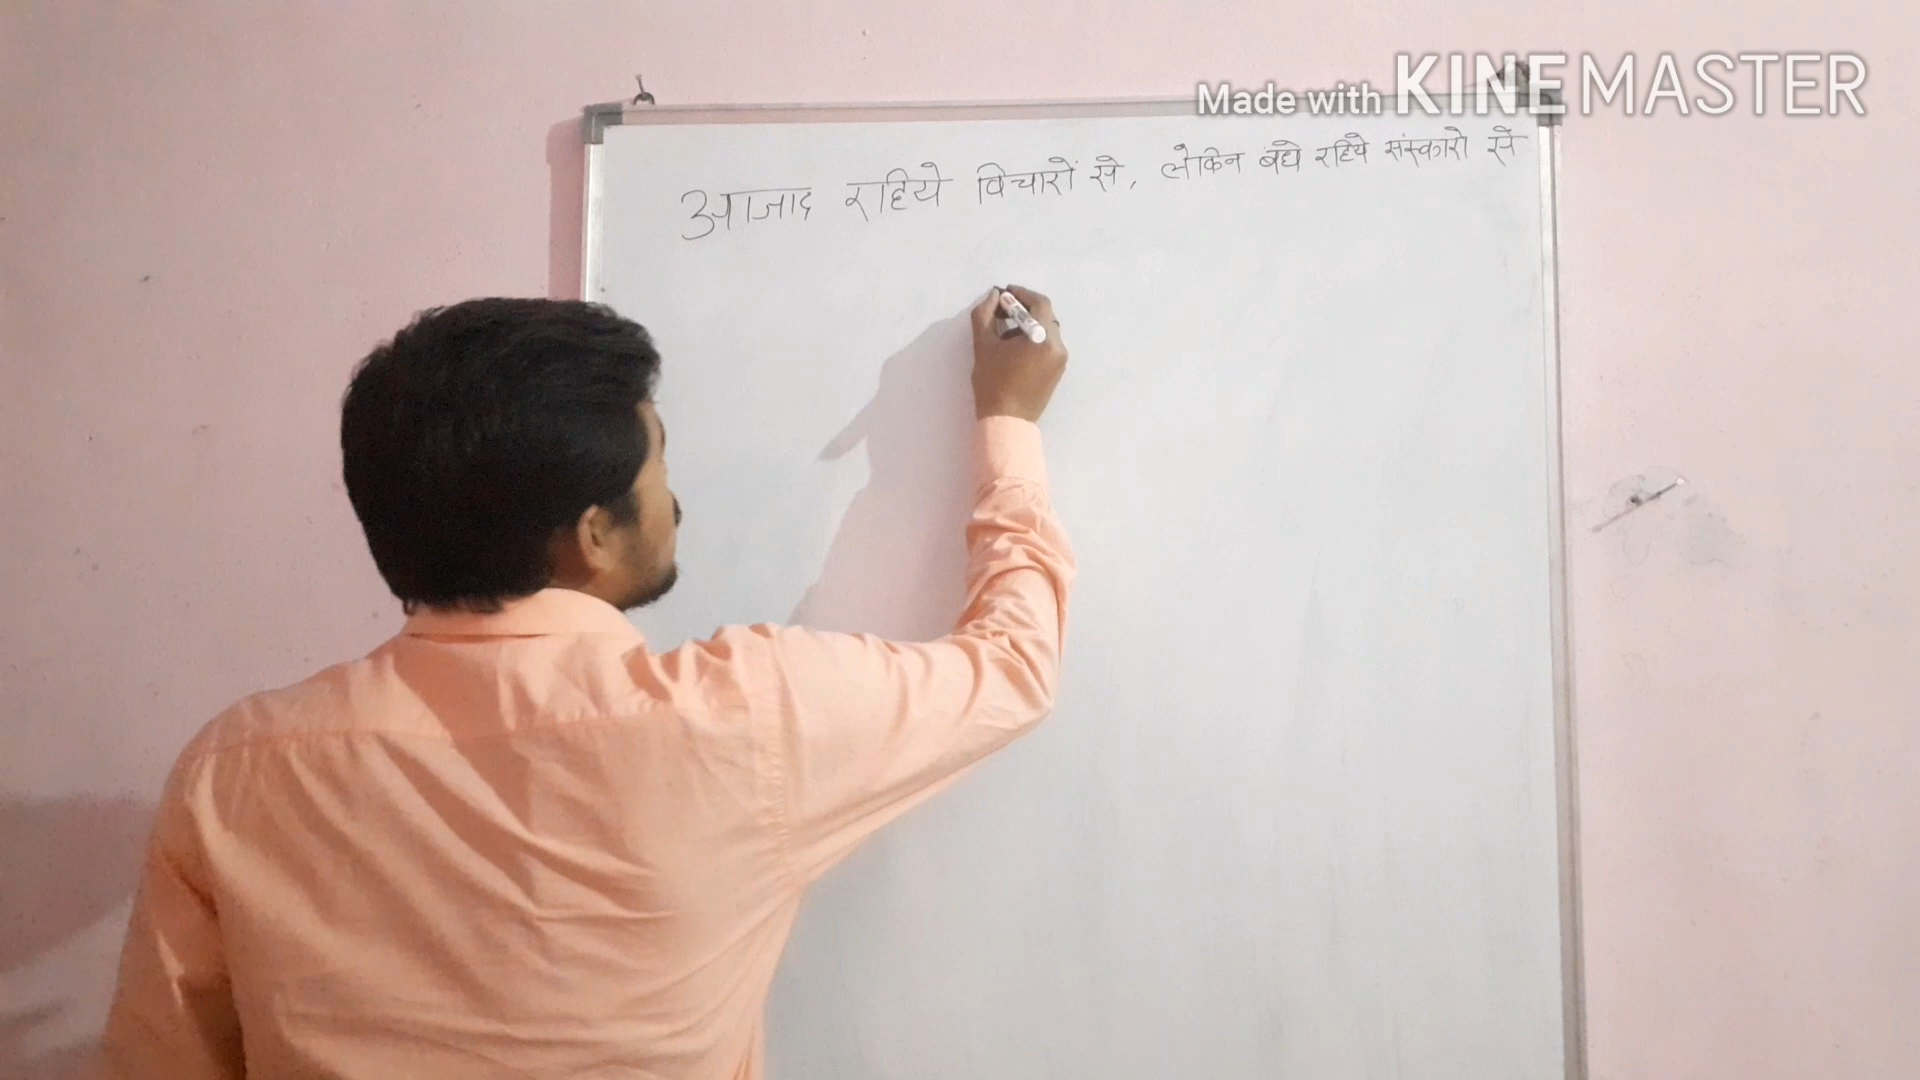 Made with KINEMASTER
आजाद रहिये विचारों से, लेकिन बंधे रहिये संस्कारो से